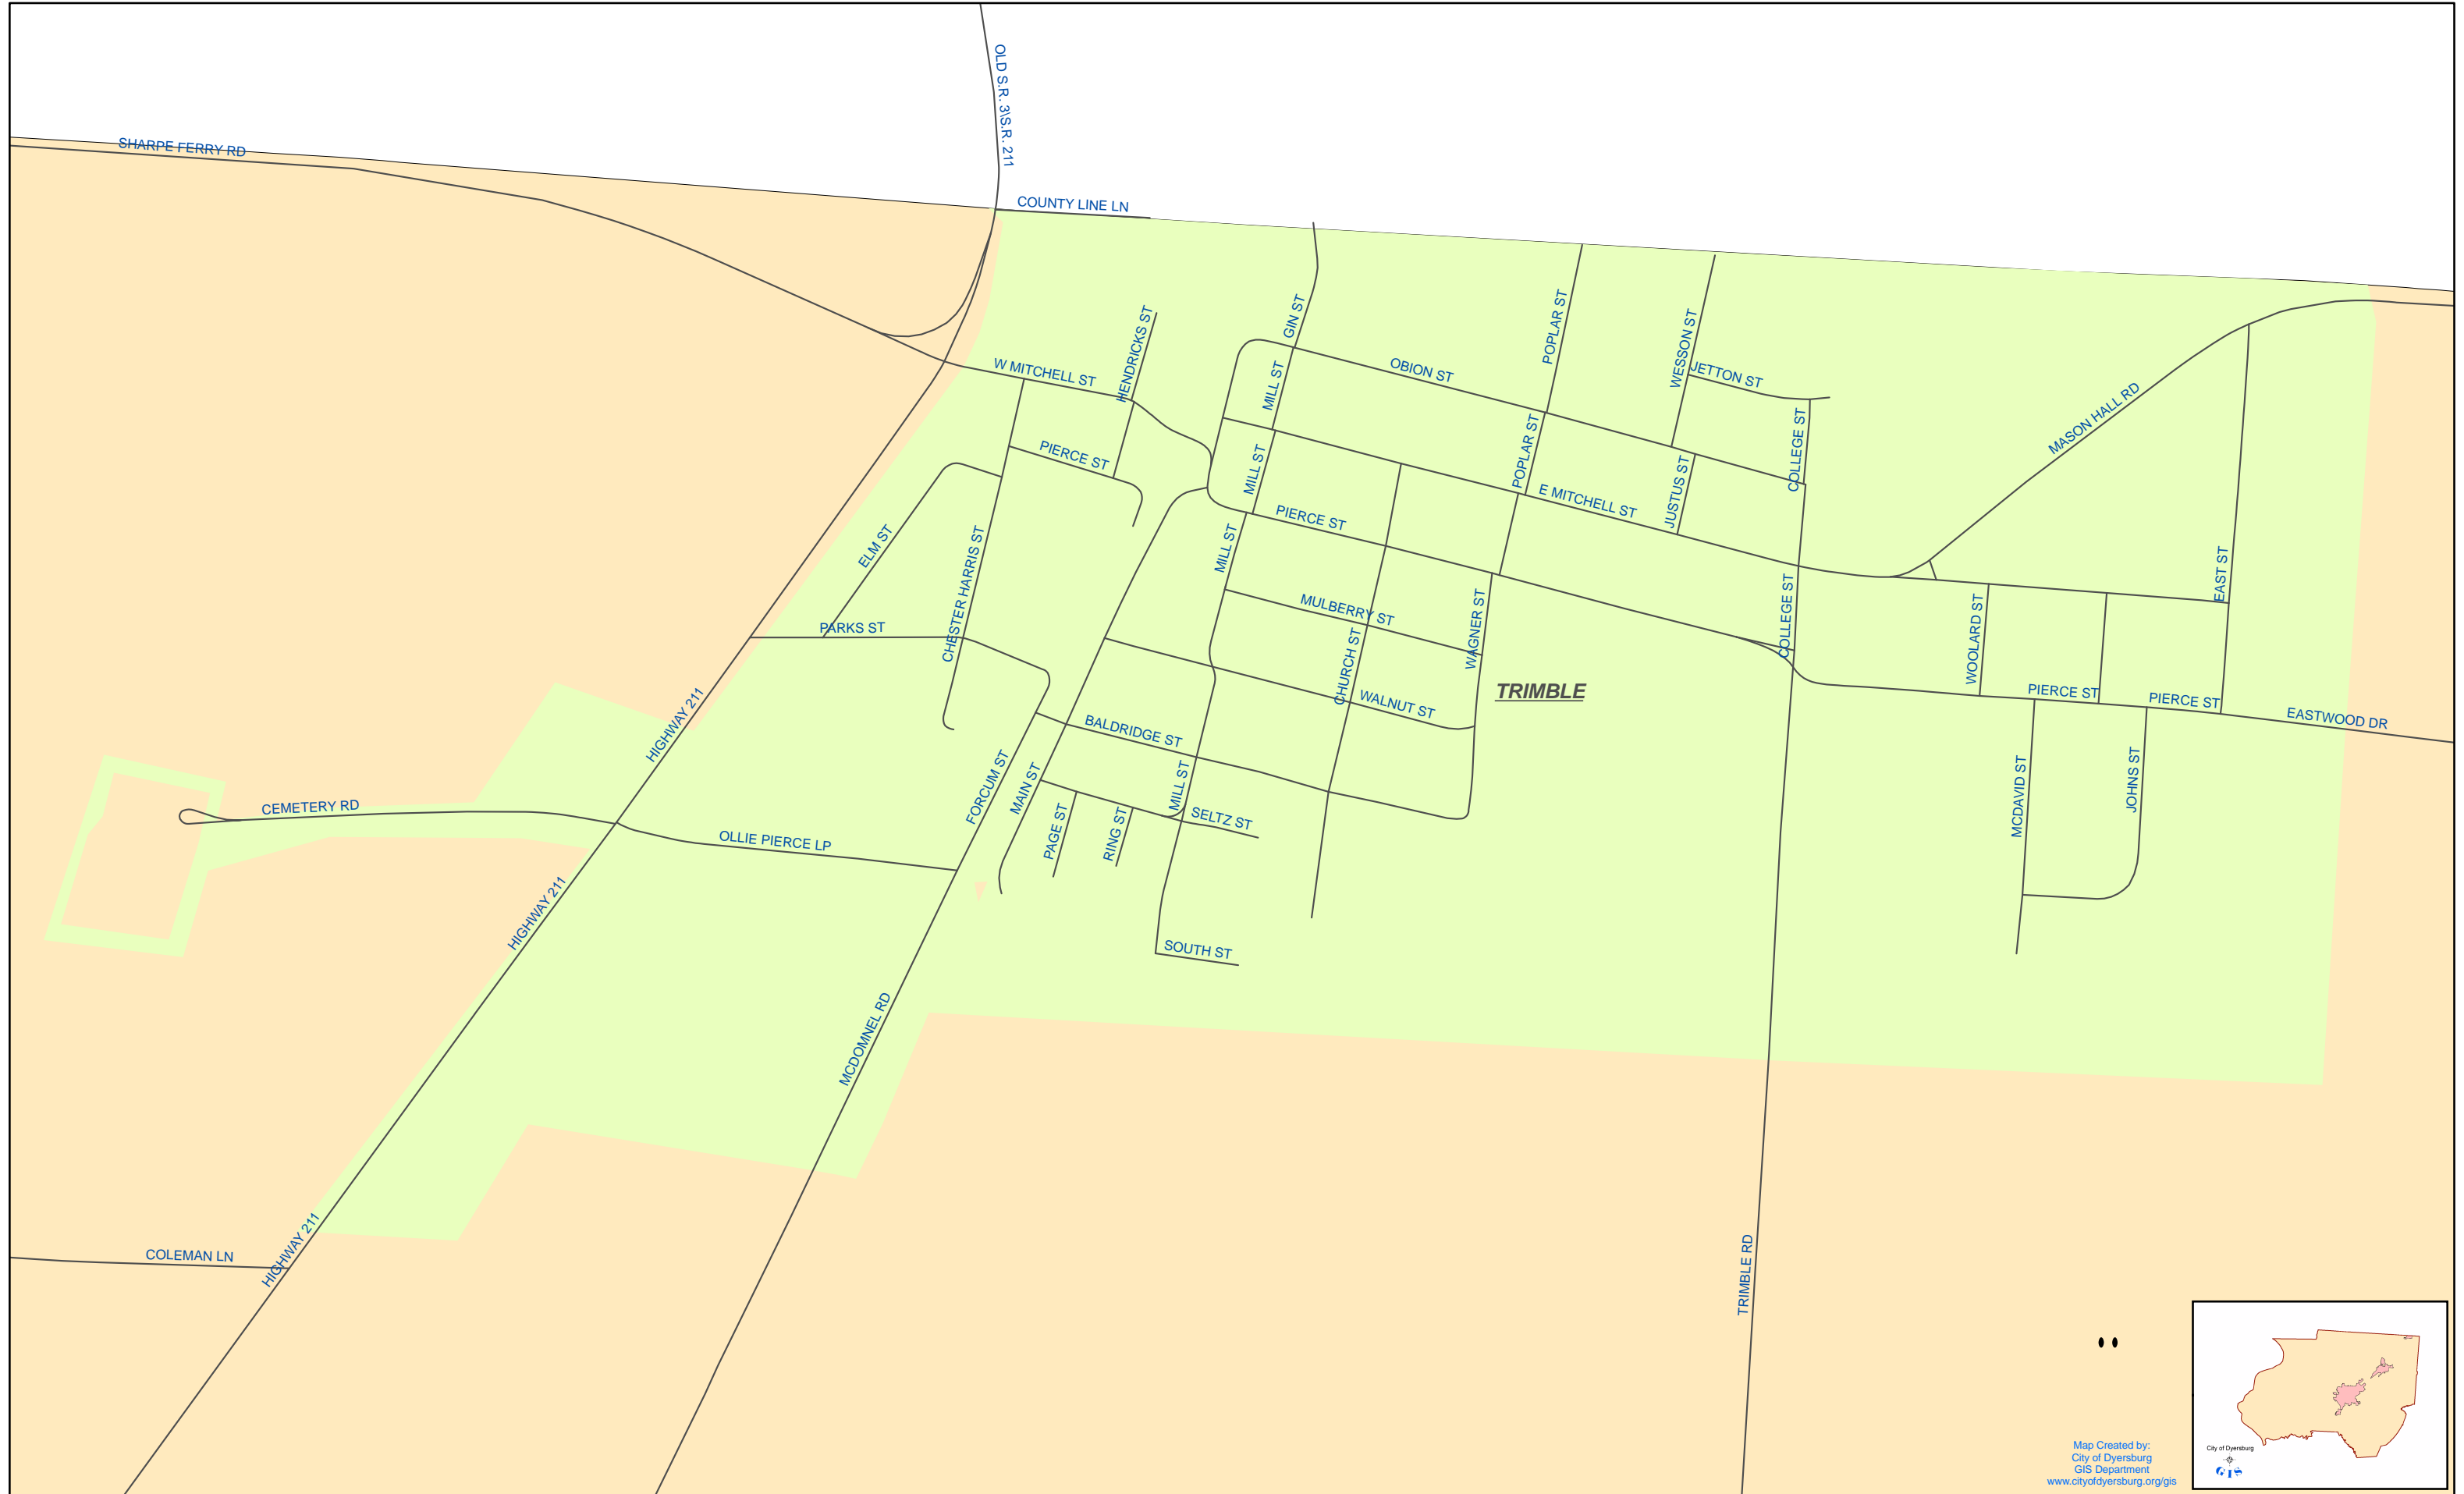 OLD S.R. 3\S.R. 211
SHARPE FERRY RD
COUNTY LINE LN
GIN ST
HENDRICKS ST
POPLAR ST
WESSON ST
W MITCHELL ST
MILL ST
OBION ST
JETTON ST
MASON HALL RD
COLLEGE ST
PIERCE ST
MILL ST
POPLAR ST
E MITCHELL ST
JUSTUS ST
PIERCE ST
ELM ST
CHESTER HARRIS ST
MILL ST
EAST ST
MULBERRY ST
WAGNER ST
COLLEGE ST
WOOLARD ST
PARKS ST
CHURCH ST
TRIMBLE
WALNUT ST
PIERCE ST
PIERCE ST
EASTWOOD DR
HIGHWAY 211
BALDRIDGE ST
FORCUM ST
MAIN ST
MILL ST
MCDAVID ST
JOHNS ST
CEMETERY RD
OLLIE PIERCE LP
PAGE ST
RING ST
SELTZ ST
HIGHWAY 211
SOUTH ST
MCDOMNEL RD
HIGHWAY 211
COLEMAN LN
TRIMBLE RD
Map Created by:
City of Dyersburg
GIS Department
www.cityofdyersburg.org/gis
City of Dyersburg
GIS